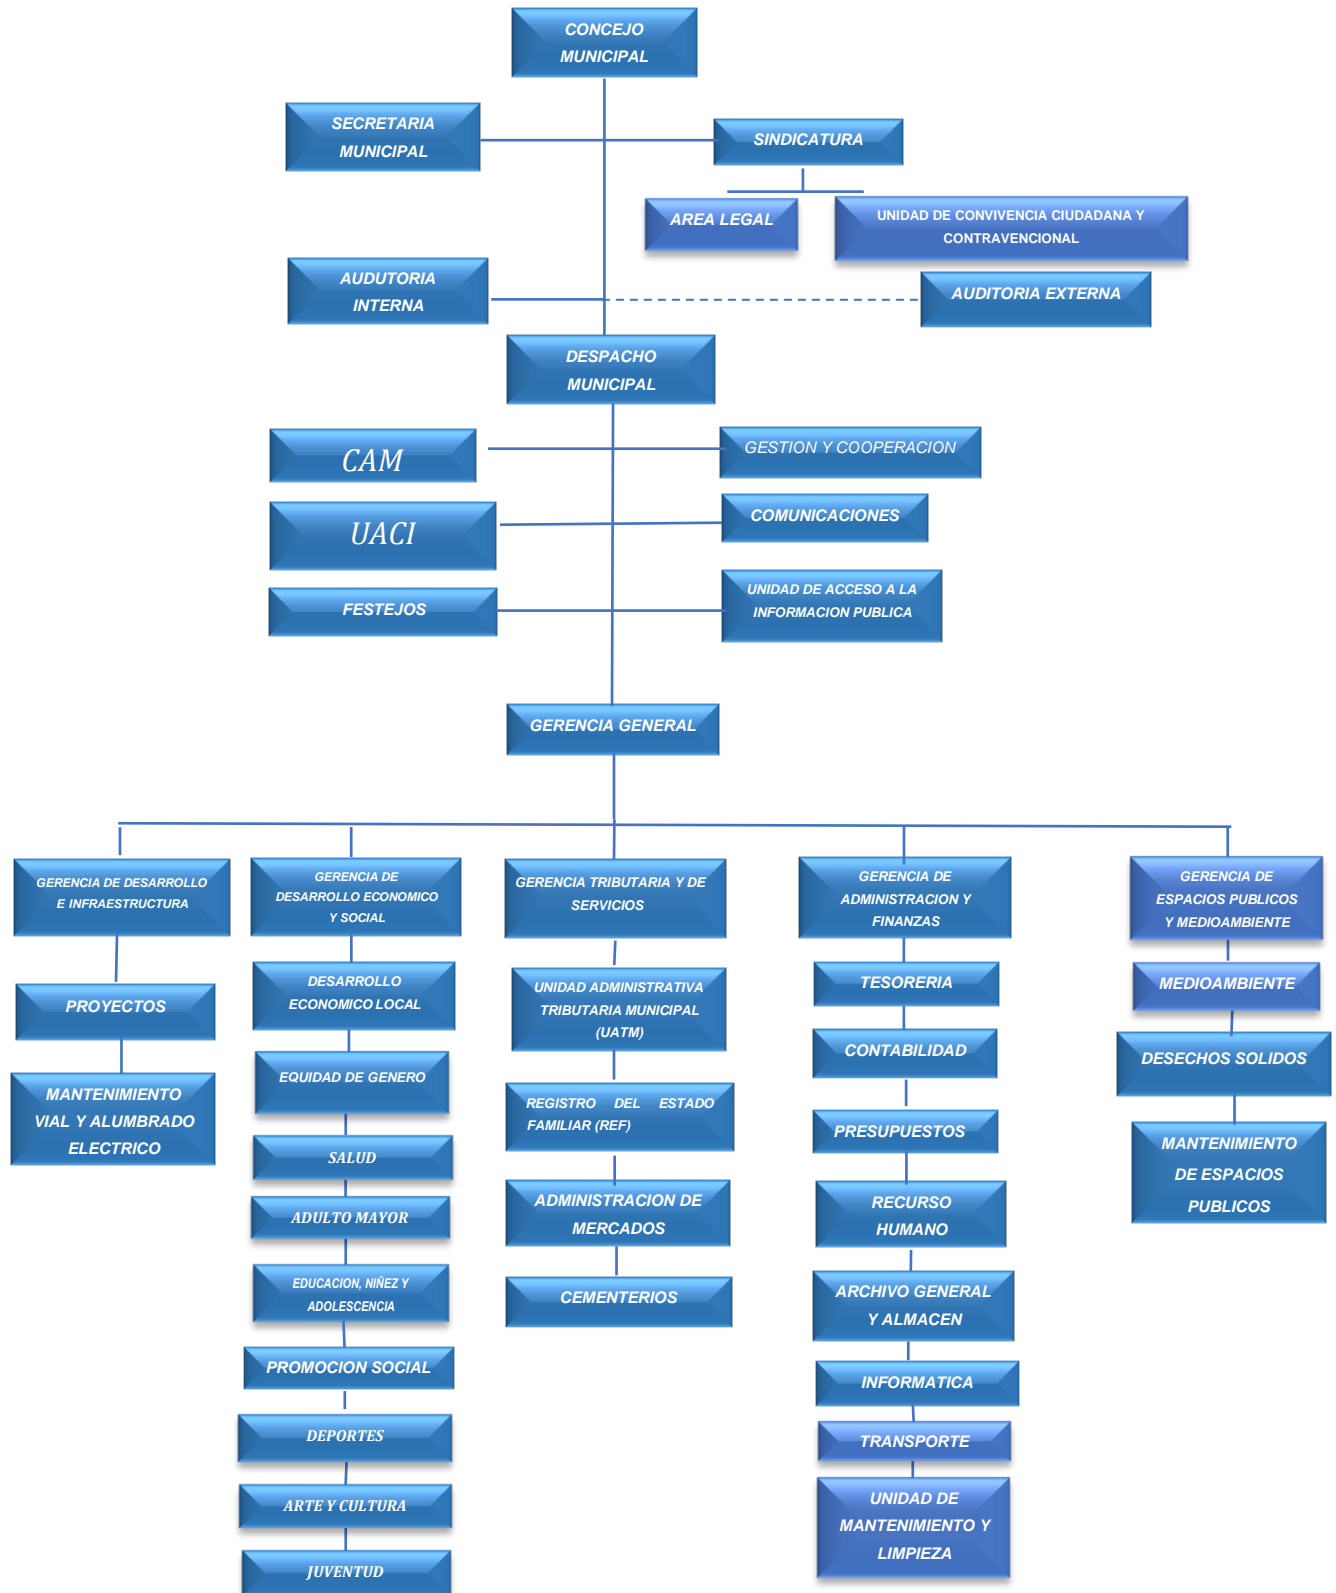 CONCEJO
MUNICIPAL
SECRETARIA
MUNICIPAL
SINDICATURA
AREA LEGAL
UNIDAD DE CONVIVENCIA CIUDADANA Y
CONTRAVENCIONAL
AUDUTORIA
INTERNA
AUDITORIA EXTERNA
DESPACHO
MUNICIPAL
CAM
GESTION Y COOPERACION
UACI
COMUNICACIONES
FESTEJOS
UNIDAD DE ACCESO A LA
INFORMACION PUBLICA
GERENCIA GENERAL
GERENCIA DE DESARROLLO
E INFRAESTRUCTURA
PROYECTOS
MANTENIMIENTO
VIAL Y ALUMBRADO
ELECTRICO
GERENCIA DE
DESARROLLO ECONOMICO
Y SOCIAL
DESARROLLO
ECONOMICO LOCAL
EQUIDAD DE GENERO
SALUD
ADULTO MAYOR
EDUCACION, NIÑEZ Y
ADOLESCENCIA
PROMOCION SOCIAL
DEPORTES
ARTE Y CULTURA
JUVENTUD
GERENCIA TRIBUTARIA Y DE
SERVICIOS
UNIDAD ADMINISTRATIVA
TRIBUTARIA MUNICIPAL
(UATM)
REGISTRO DEL ESTADO
FAMILIAR (REF)
ADMINISTRACION DE
MERCADOS
CEMENTERIOS
GERENCIA DE
ADMINISTRACION Y
FINANZAS
TESORERIA
CONTABILIDAD
PRESUPUESTOS
RECURSO
HUMANO
ARCHIVO GENERAL
Y ALMACEN
INFORMATICA
TRANSPORTE
UNIDAD DE
MANTENIMIENTO Y
LIMPIEZA
GERENCIA DE
ESPACIOS PUBLICOS
Y MEDIOAMBIENTE
MEDIOAMBIENTE
DESECHOS SOLIDOS
MANTENIMIENTO
DE ESPACIOS
PUBLICOS